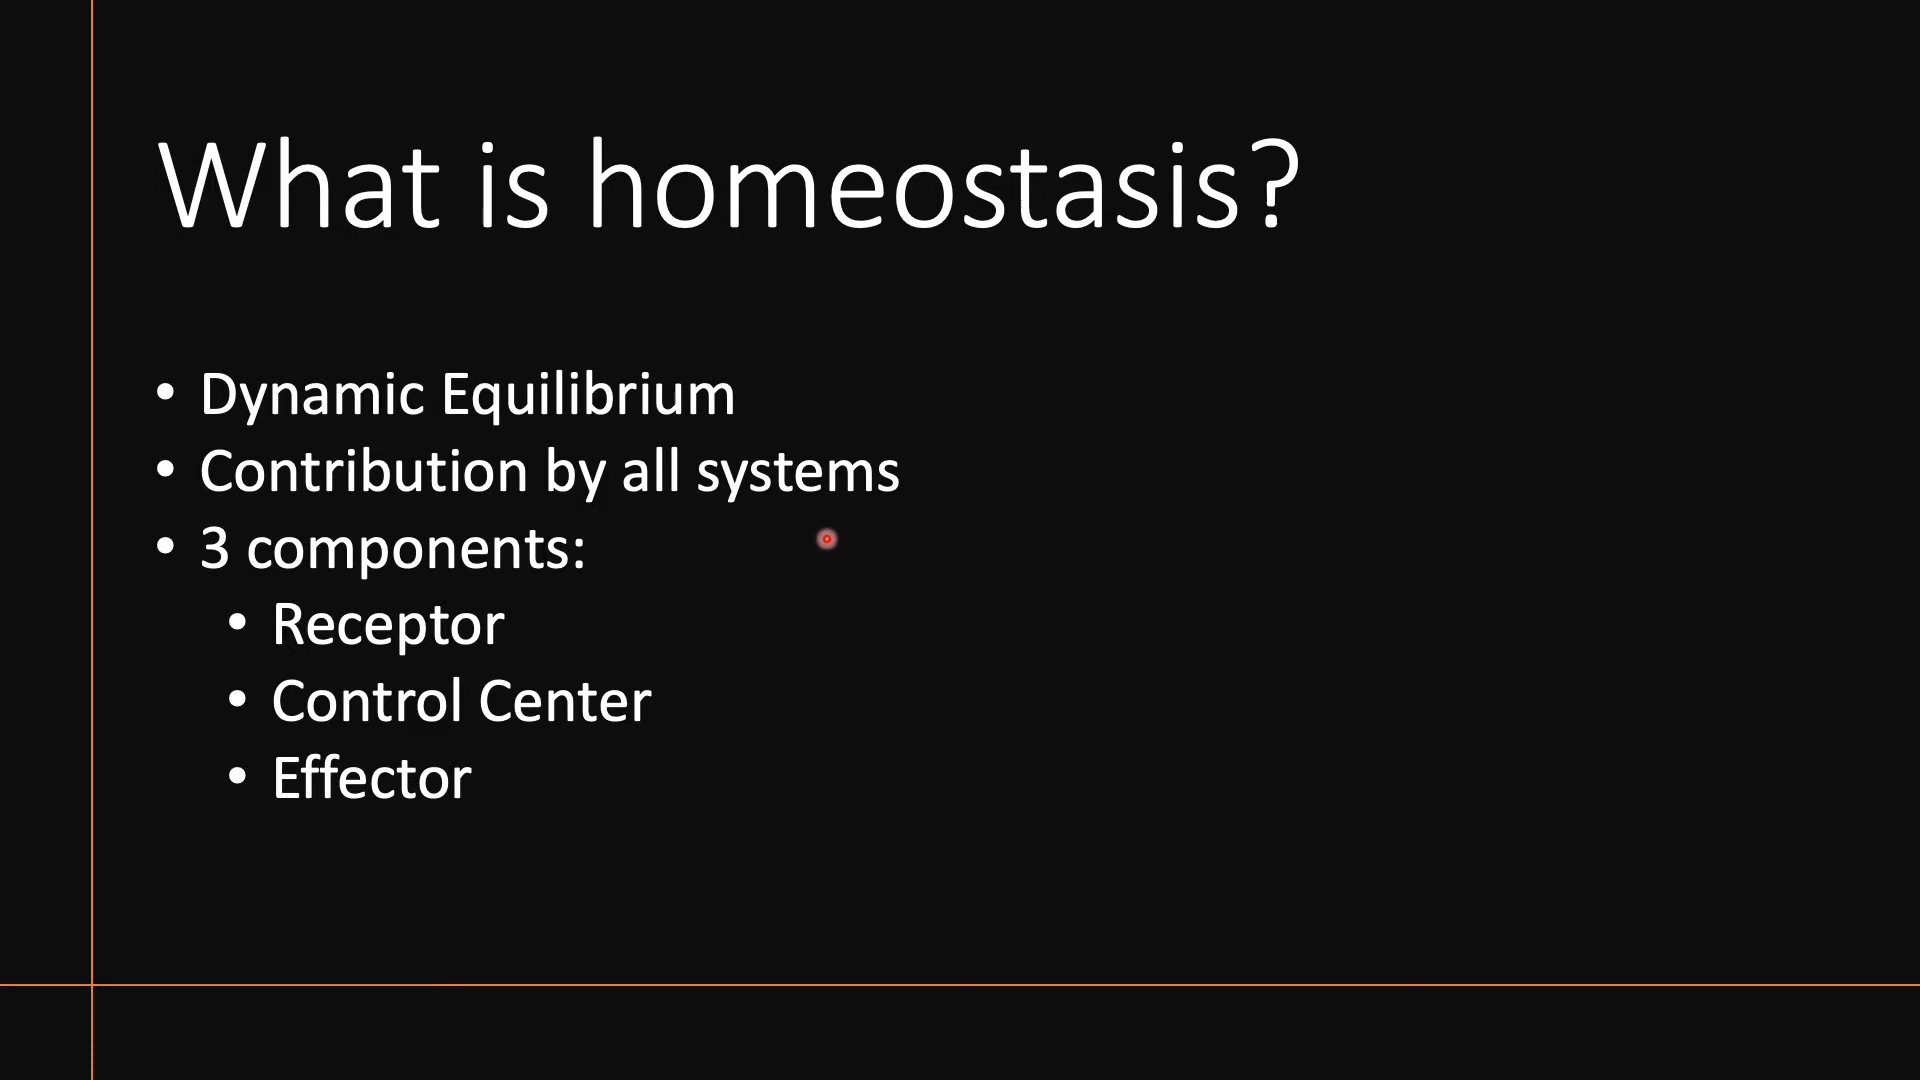 What is homeostasis?
• Dynamic Equilibrium
• Contribution by all systems
• 3 components:
• Receptor
• Control Center
• Effector